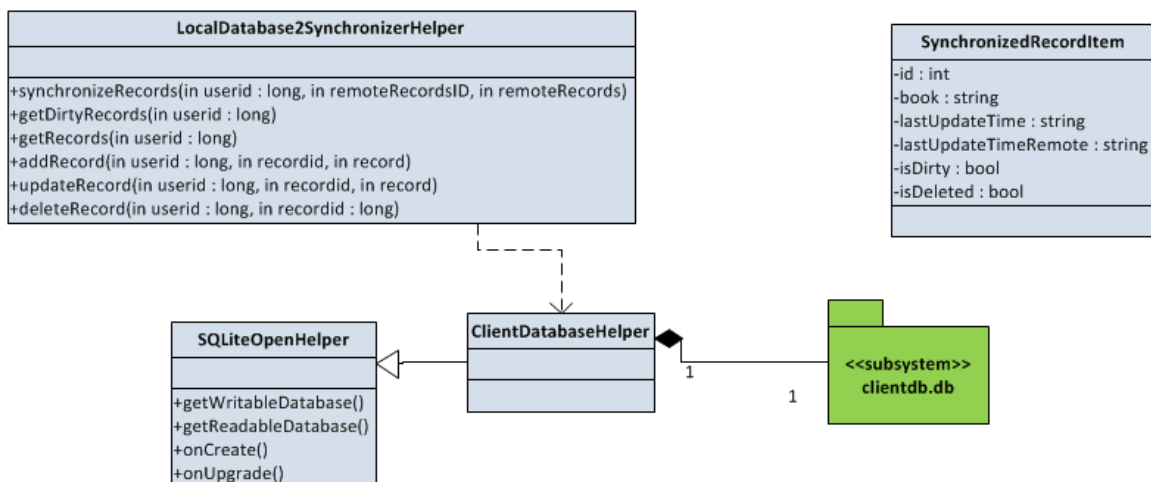 LocalDatabase2SynchronizerHelper
+synchronizeRecords(in userid : long, in remoteRecordsID, in remoteRecords)
+getDirtyRecords(in userid : long)
+getRecords(in userid : long)
+addRecord(in userid : long, in recordid, in record)
+updateRecord(in userid : long, in recordid, in record)
+deleteRecord(in userid : long, in recordid : long)
SynchronizedRecordItem
-id : int
-book : string
-lastUpdateTime : string
-lastUpdateTimeRemote : string
-isDirty : bool
-isDeleted : bool
SQLiteOpenHelper
+getWritableDatabase()
+getReadableDatabase()
+onCreate()
+onUpgrade()
ClientDatabaseHelper
1
1
<<subsystem>>
clientdb.db